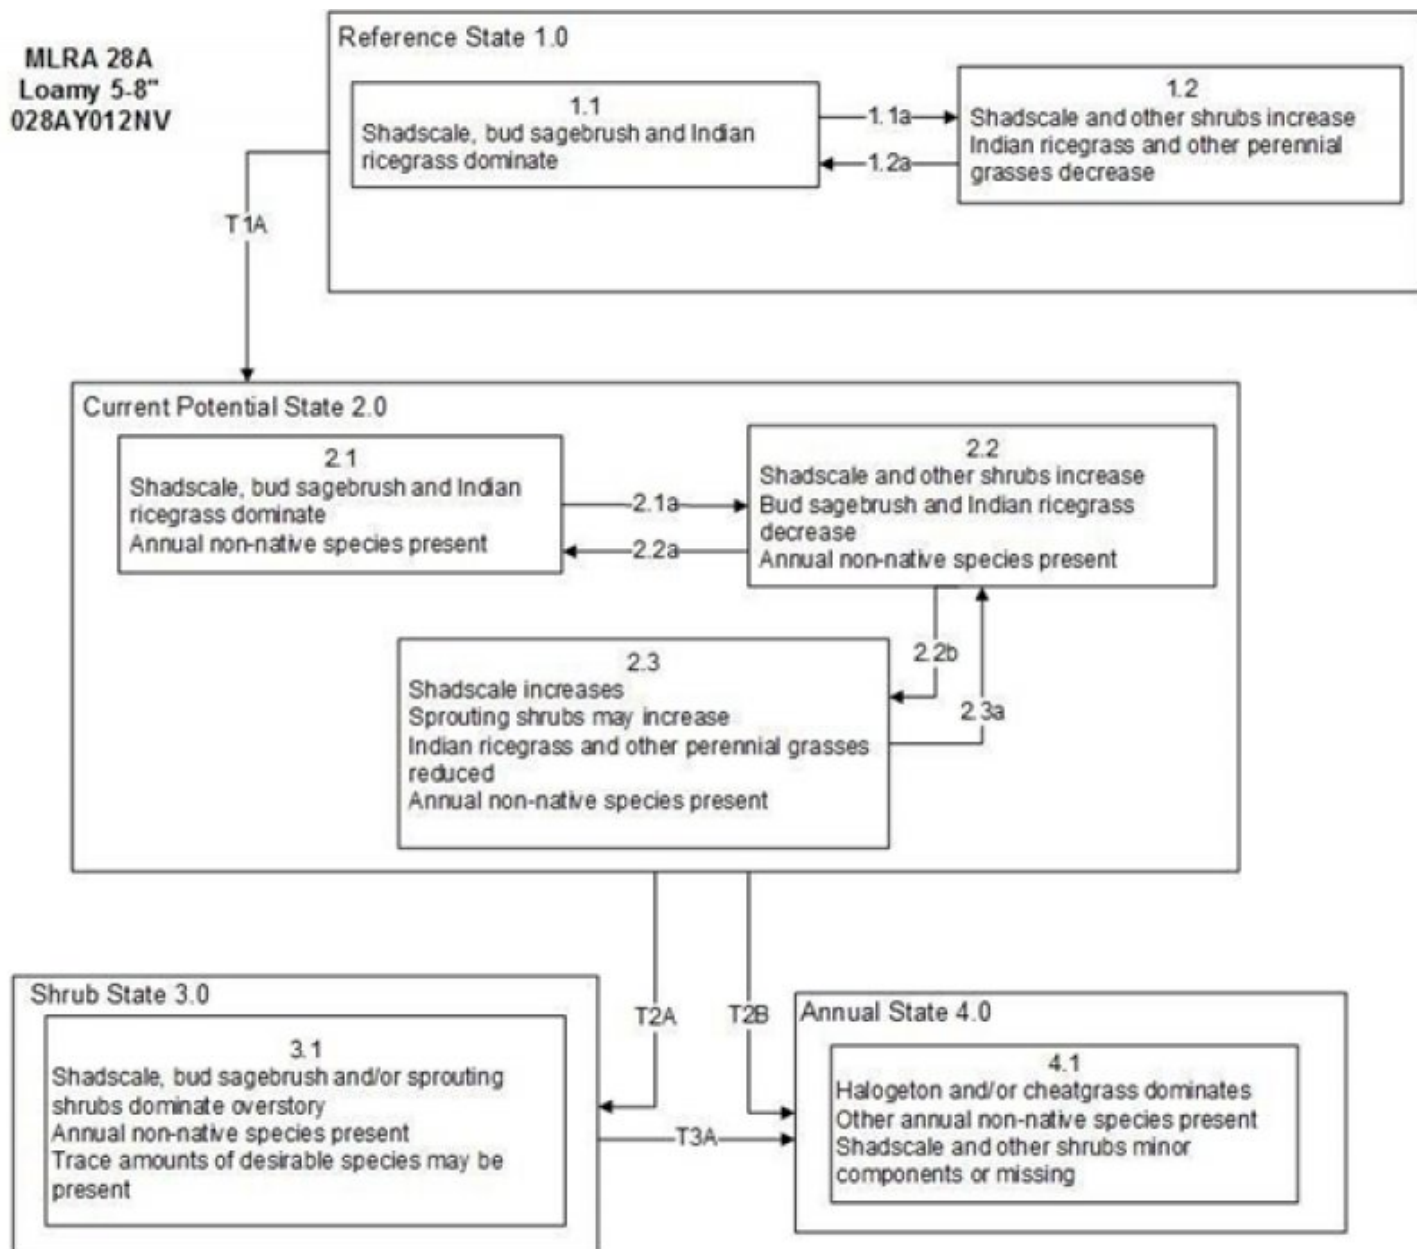 MLRA 28A
Loamy 5-8"
028AY012NV
Reference State 1.0
1.1
Shadscale, bud sagebrush and Indian
ricegrass dominate
1.1a
1.2a
1.2
Shadscale and other shrubs increase
Indian ricegrass and other perennial
grasses decrease
T1A
Current Potential State 2.0
2.1
Shadscale, bud sagebrush and Indian
ricegrass dominate
Annual non-native species present
2.1a
2.2a
2.2
Shadscale and other shrubs increase
Bud sagebrush and Indian ricegrass
decrease
Annual non-native species present
2.2b
2.3a
2.3
Shadscale increases
Sprouting shrubs may increase
Indian ricegrass and other perennial grasses
reduced
Annual non-native species present
T2A
T2B
Shrub State 3.0
3.1
Shadscale, bud sagebrush and/or sprouting
shrubs dominate overstory
Annual non-native species present
Trace amounts of desirable species may be
present
T3A
Annual State 4.0
4.1
Halogeton and/or cheatgrass dominates
Other annual non-native species present
Shadscale and other shrubs minor
components or missing